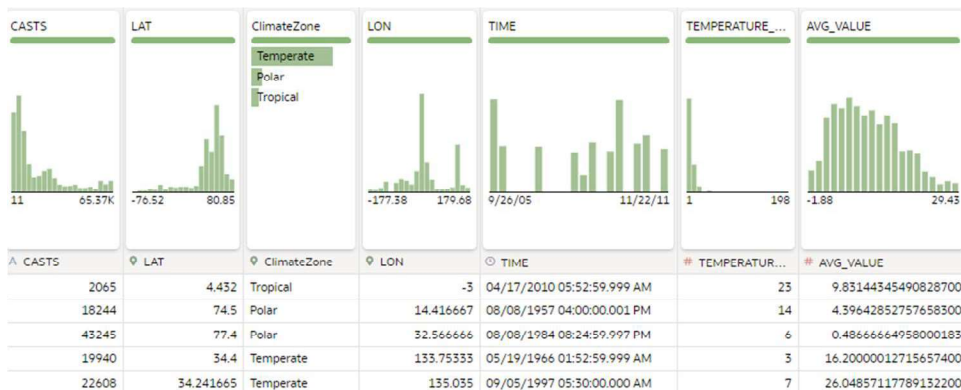 CASTS LAT ClimateZone LON TIME TEMPERATURE_... AVG_VALUE
Temperate
Polar
Tropical
11 65.37K -76.52 80.85 -177.38 179.68 9/26/05 11/22/11 1 198 -1.88 29.43
A CASTS LAT ClimateZone LON TIME # TEMPERATUR... # AVG_VALUE
2065 4.432 Tropical -3 04/17/2010 05:52:59.999 AM 23 9.83144345490828700
18244 74.5 Polar 14.416667 08/08/1957 04:00:00.001 PM 14 4.39642852757658300
43245 77.4 Polar 32.566666 08/08/1984 08:24:59.997 PM 6 0.48666664958000183
19940 34.4 Temperate 133.75333 05/19/1966 01:52:59.999 AM 3 16.20000012715657400
22608 34.241665 Temperate 135.035 09/05/1997 05:30:00.000 AM 7 26.04857117789132200